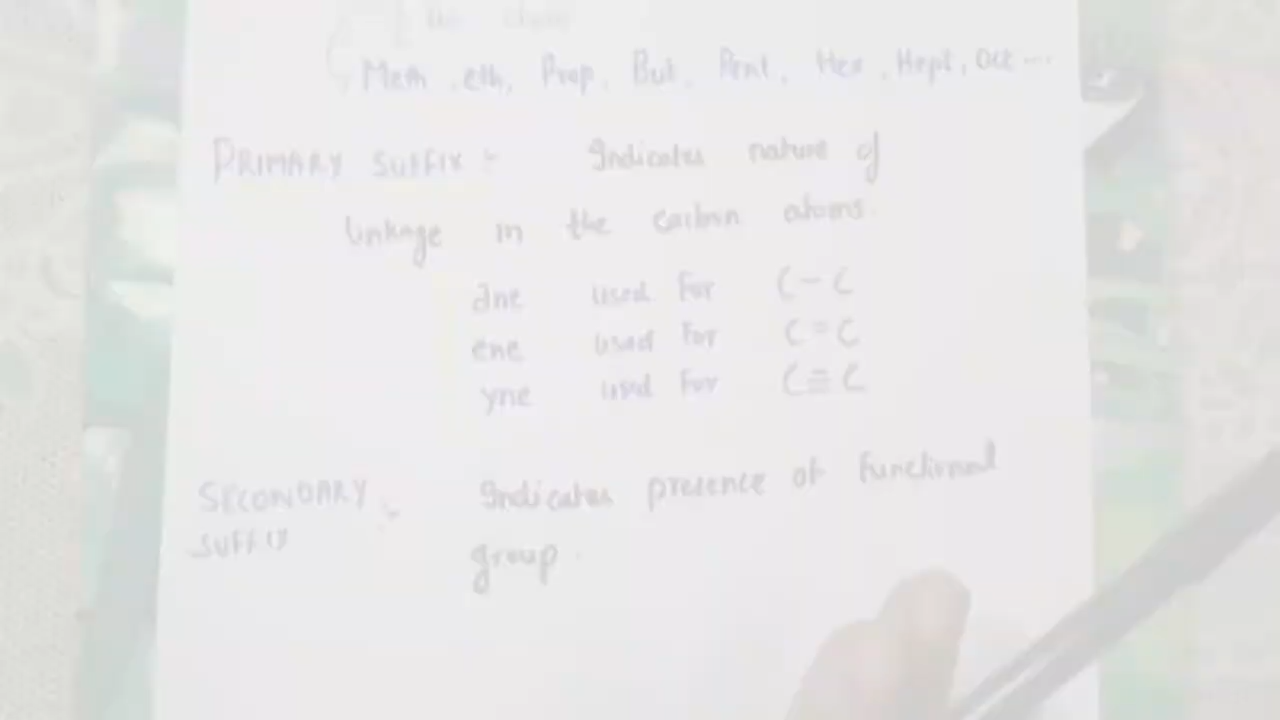 Meth, eth, Prop, But, Pent, Hex, Hept, Oct ....
PRIMARY SUFFIX :- Indicates nature of
linkage in the carbon atoms.
ane used for C-C
ene used for C=C
yne used for C≡C
SECONDARY SUFFIX :- Indicates presence of functional
group.